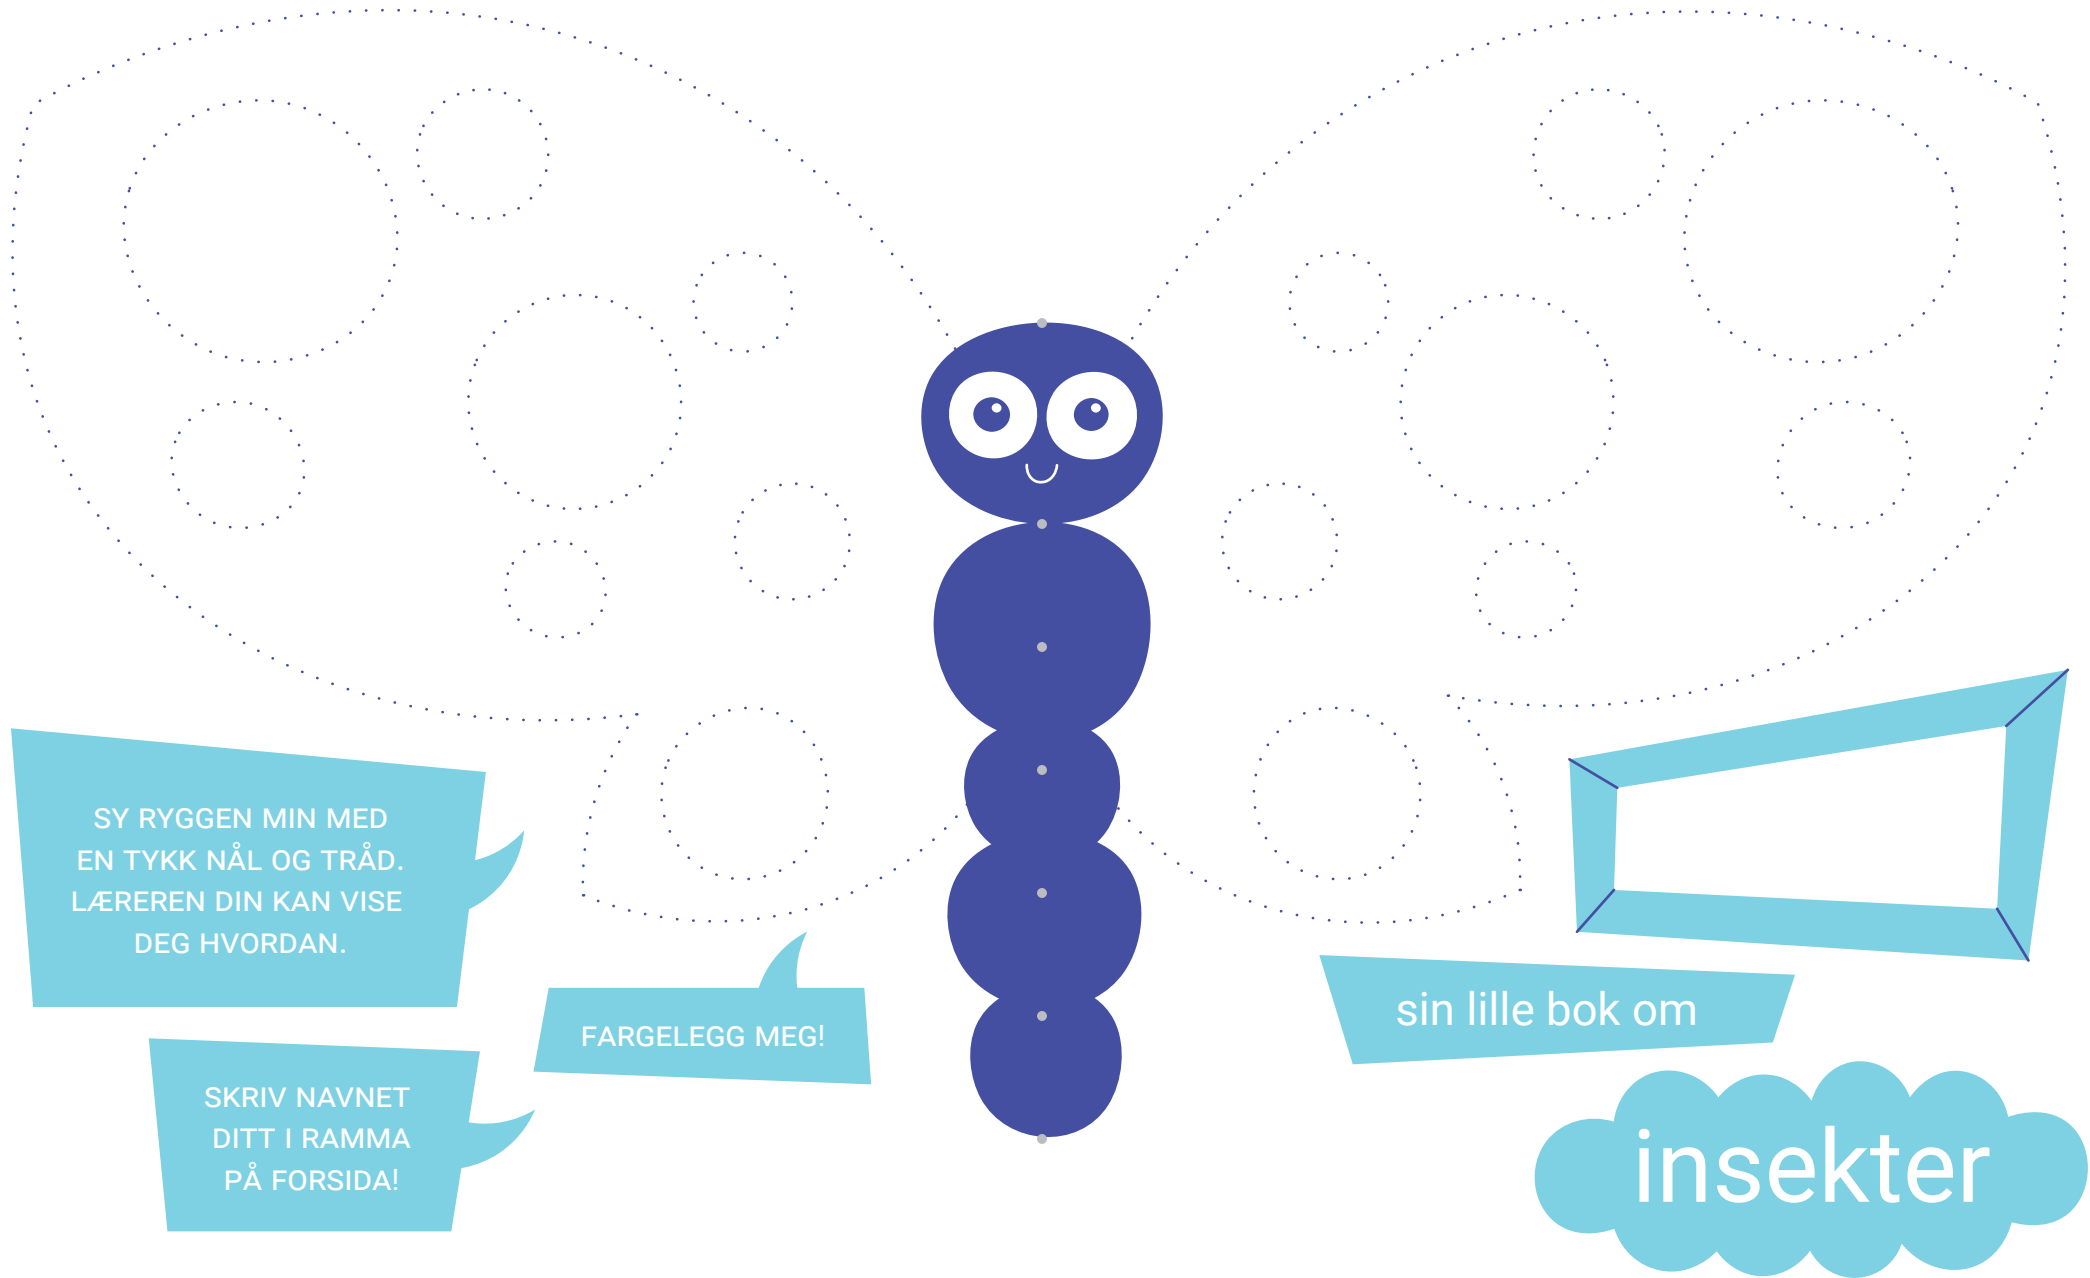 SY RYGGEN MIN MED
EN TYKK NÅL OG TRÅD.
LÆREREN DIN KAN VISE
DEG HVORDAN.
FARGELEGG MEG!
SKRIV NAVNET
DITT I RAMMA
PÅ FORSIDA!
sin lille bok om
insekter